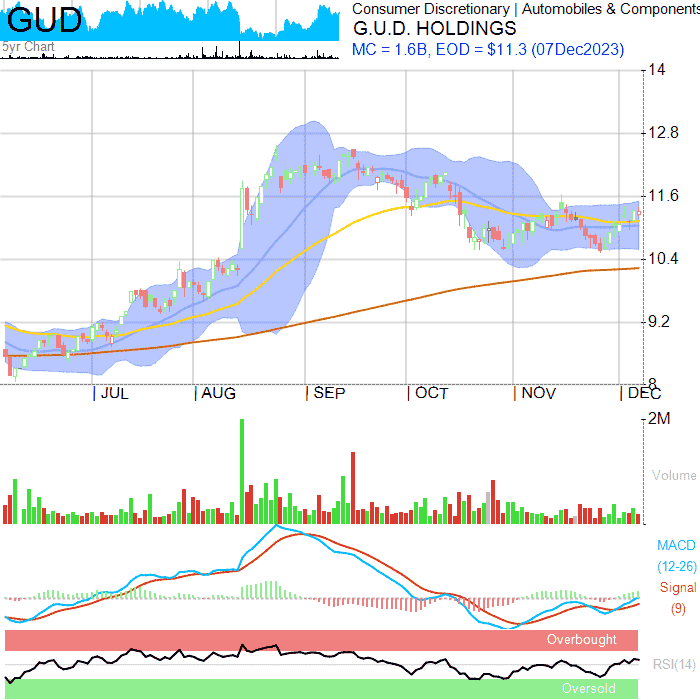 GUD
5yr Chart
Consumer Discretionary | Automobiles & Components
G.U.D. HOLDINGS
MC = 1.6B, EOD = $11.3 (07Dec2023)
14
12.8
11.6
10.4
9.2
8
JUL AUG SEP OCT NOV DEC
2M
Volume
MACD
(12-26)
Signal
(9)
Overbought
RSI(14)
Oversold